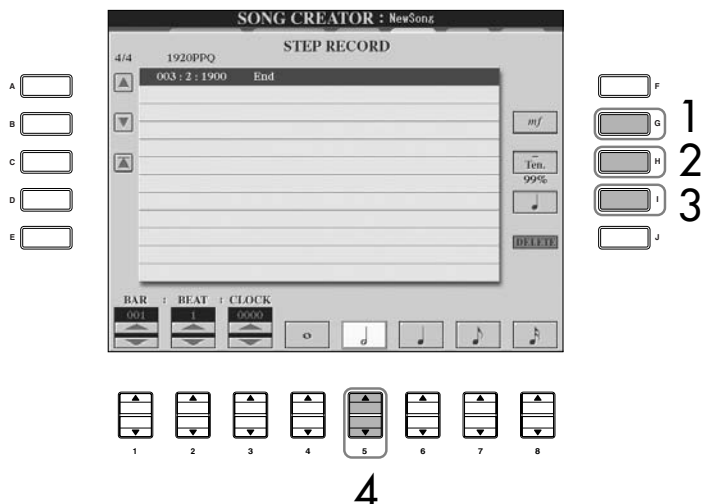 SONG CREATOR : NewSong
STEP RECORD
4/4 1920PPQ
003 : 2 : 1900 End
A
B
C
D
E
mf
Ten.
99%
DELETE
F
G
H
I
J
1
2
3
BAR : BEAT : CLOCK
001 1 0000
1 2 3 4 5 6 7 8
4